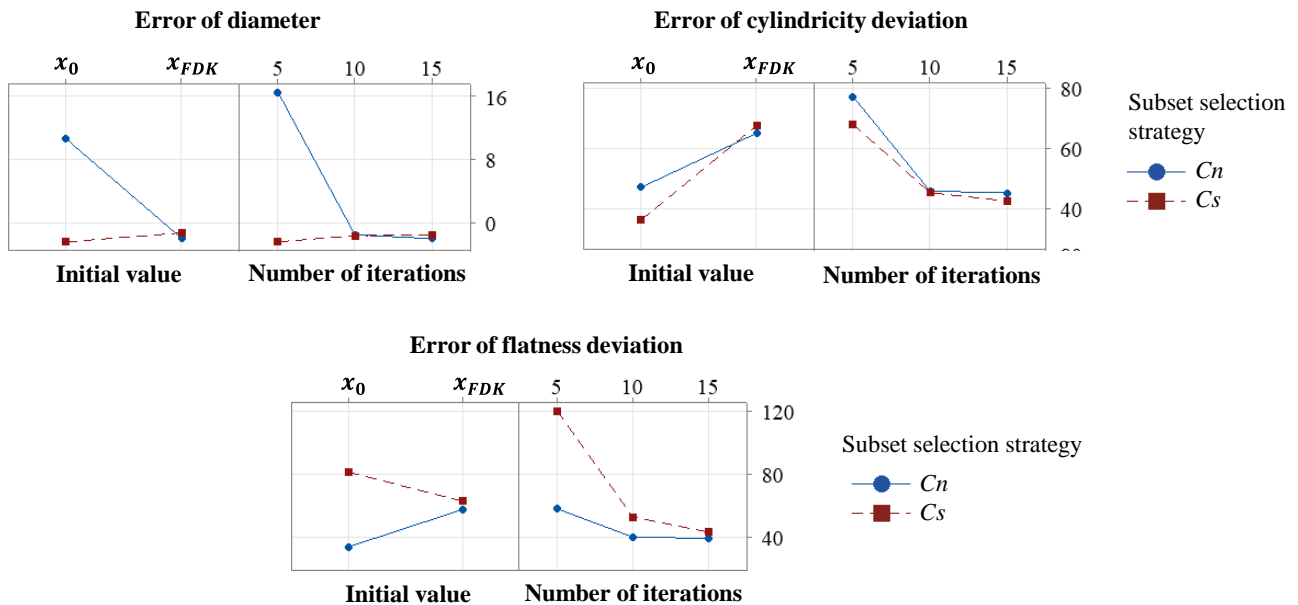 Error of diameter
x0 xFDK 5 10 15
16
8
0
Initial value Number of iterations
Error of cylindricity deviation
x0 xFDK 5 10 15
80
60
40
Initial value Number of iterations
Subset selection
strategy
Cn
Cs
Error of flatness deviation
x0 xFDK 5 10 15
120
80
40
Initial value Number of iterations
Subset selection strategy
Cn
Cs